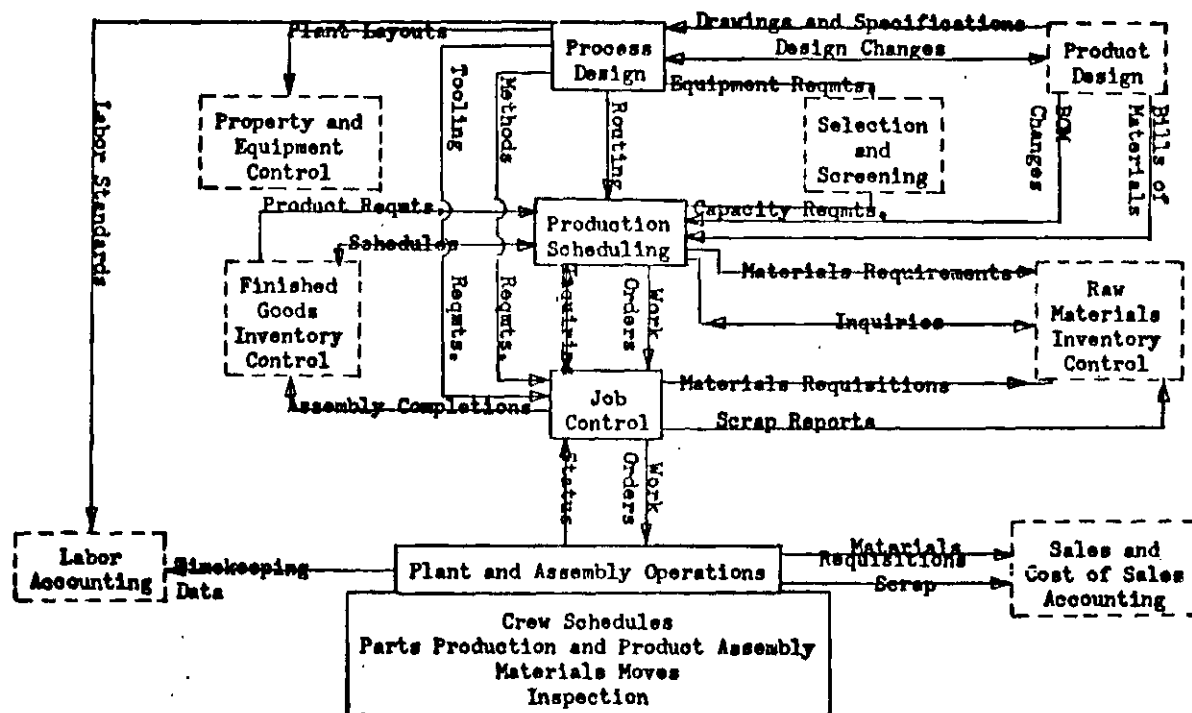 Drawings and Specifications
Plant Layouts
Process
Design
Design Changes
Product
Design
Equipment Reqmts.
Labor Standards
Tooling
Methods
Routing
Property and
Equipment
Control
Selection
and
Screening
ECM
Changes
Bills of
Materials
Product Reqmts.
Capacity Reqmts.
Production
Scheduling
Schedules
Materials Requirements
Finished
Goods
Inventory
Control
Reqmts.
Reqmts.
Inquiries
Work
Orders
Inquiries
Raw
Materials
Inventory
Control
Materials Requisitions
Assembly Completions
Job
Control
Scrap Reports
Status
Work
Orders
Labor
Accounting
Timekeeping
Data
Plant and Assembly Operations
Materials
Requisitions
Scrap
Sales and
Cost of Sales
Accounting
Crew Schedules
Parts Production and Product Assembly
Materials Moves
Inspection